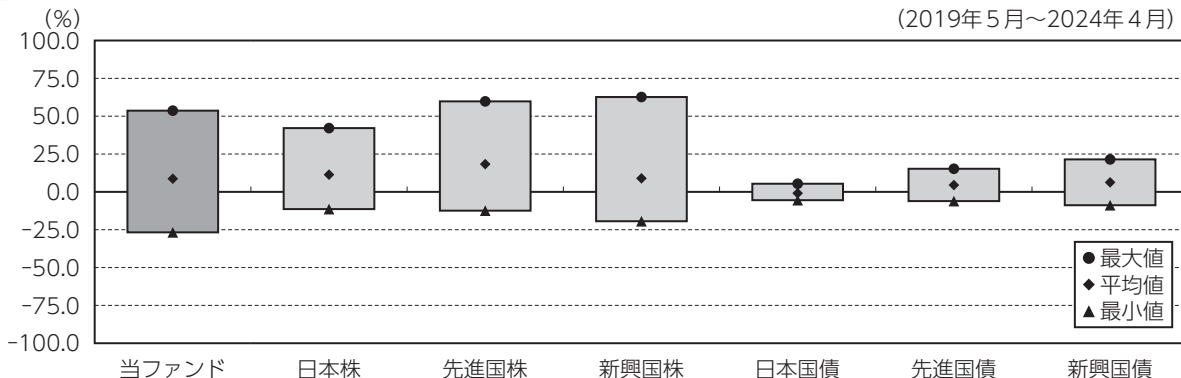 (%)
(2019年5月～2024年4月)
100.0
75.0
50.0
25.0
0.0
-25.0
-50.0
-75.0
-100.0
● 最大値
◆ 平均値
▲ 最小値
当ファンド 日本株 先進国株 新興国株 日本国債 先進国債 新興国債